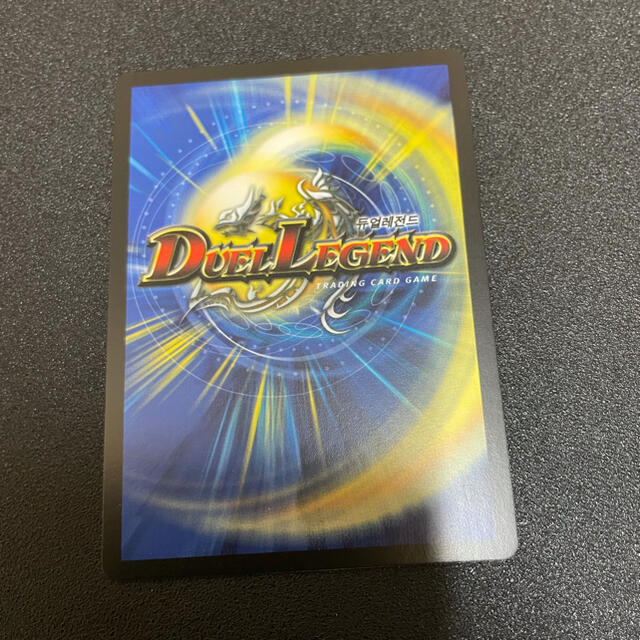 듀얼레전드
DUEL LEGEND
TRADING CARD GAME